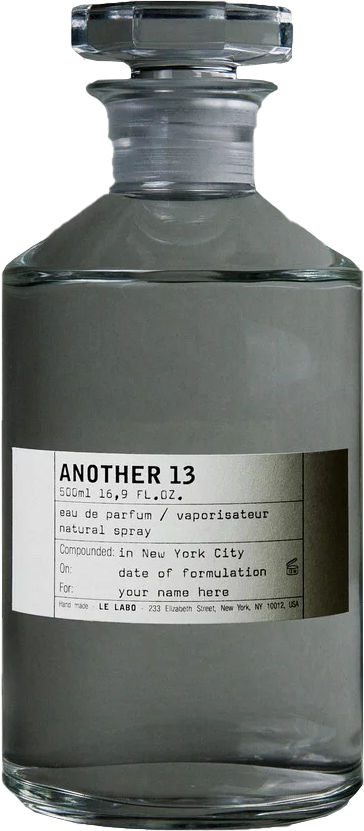 ANOTHER 13
500ml 16,9 FL.OZ.
eau de parfum / vaporisateur
natural spray
Compounded: in New York City
On: date of formulation
For: your name here
Hand made - LE LABO - 233 Elizabeth Street, New York, NY 10012, USA